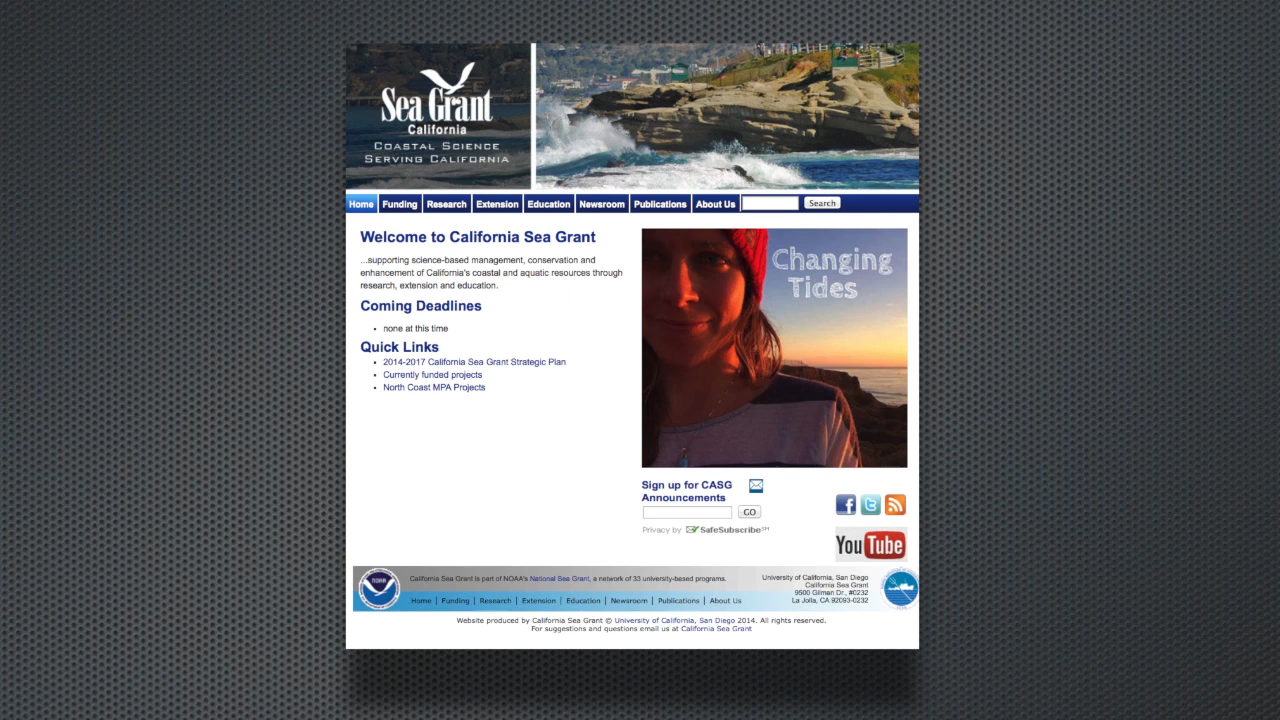 Sea Grant
California
Coastal Science
Serving California
Home Funding Research Extension Education Newsroom Publications About Us Search
Welcome to California Sea Grant
...supporting science-based management, conservation and
enhancement of California's coastal and aquatic resources through
research, extension and education.
Coming Deadlines
• none at this time
Quick Links
• 2014-2017 California Sea Grant Strategic Plan
• Currently funded projects
• North Coast MPA Projects
Changing
Tides
Sign up for CASG
Announcements
GO
Privacy by SafeSubscribe℠
f t
YouTube
NOAA
California Sea Grant is part of NOAA's National Sea Grant, a network of 33 university-based programs.
Home | Funding | Research | Extension | Education | Newsroom | Publications | About Us
University of California, San Diego
California Sea Grant
9500 Gilman Dr., #0232
La Jolla, CA 92093-0232
Website produced by California Sea Grant © University of California, San Diego 2014. All rights reserved.
For suggestions and questions email us at California Sea Grant